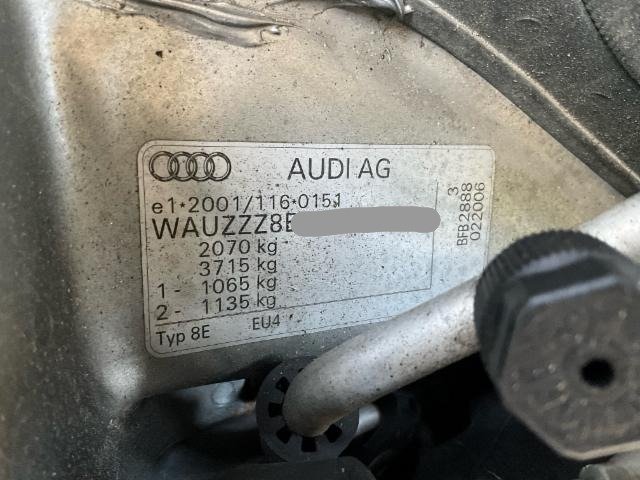 AUDI AG
e1*2001/116*0151
WAUZZZ8E
2070 kg
3715 kg
1 - 1065 kg
2 - 1135 kg
Typ 8E EU4
3
BFB2888
022006